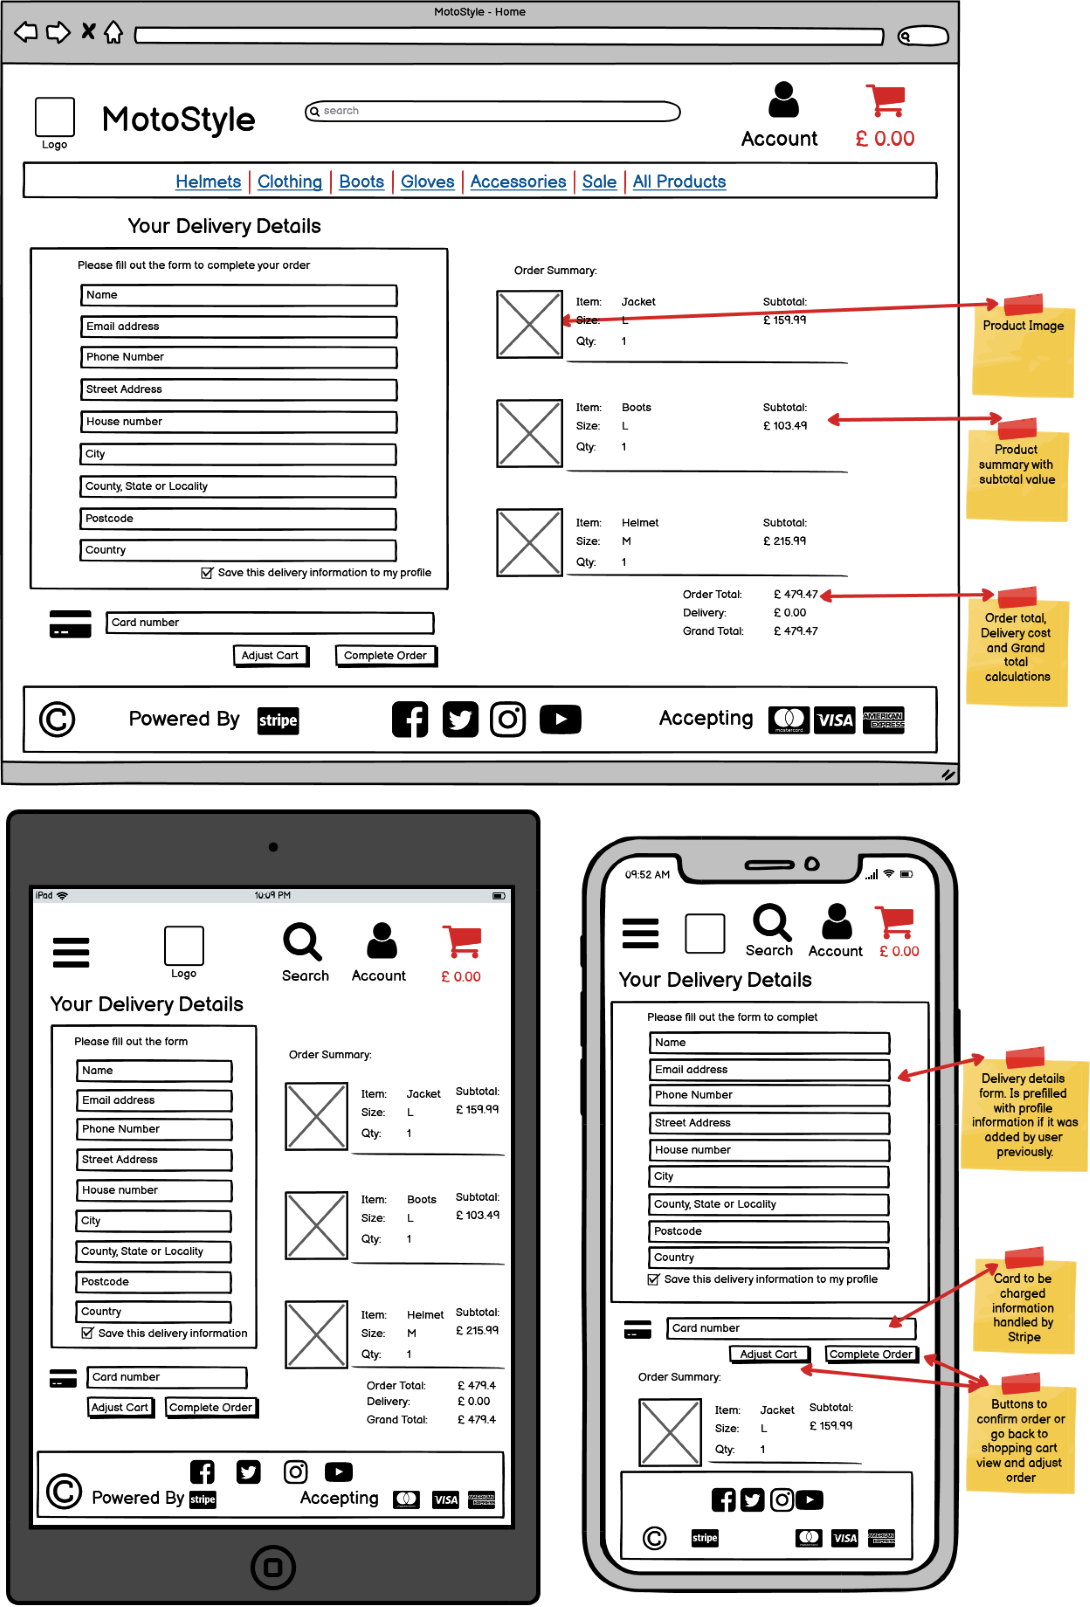 MotoStyle - Home
search
Logo
MotoStyle
Account
£ 0.00
Helmets Clothing Boots Gloves Accessories Sale All Products
Your Delivery Details
Please fill out the form to complete your order
Name
Email address
Phone Number
Street Address
House number
City
County, State or Locality
Postcode
Country
Save this delivery information to my profile
Card number
Adjust Cart Complete Order
Order Summary:
Item: Jacket Subtotal:
Size: L £ 159.99
Qty: 1
Item: Boots Subtotal:
Size: L £ 103.49
Qty: 1
Item: Helmet Subtotal:
Size: M £ 215.99
Qty: 1
Order Total: £ 479.47
Delivery: £ 0.00
Grand Total: £ 479.47
Product Image
Product
summary with
subtotal value
Order total,
Delivery cost
and Grand
total
calculations
© Powered By stripe Accepting mastercard VISA AMERICAN EXPRESS
iPad 10:09 PM
Logo
Search
Account
£ 0.00
Your Delivery Details
Please fill out the form
Name
Email address
Phone Number
Street Address
House number
City
County, State or Locality
Postcode
Country
Save this delivery information
Card number
Adjust Cart Complete Order
Order Summary:
Item: Jacket Subtotal:
Size: L £ 159.99
Qty: 1
Item: Boots Subtotal:
Size: L £ 103.49
Qty: 1
Item: Helmet Subtotal:
Size: M £ 215.99
Qty: 1
Order Total: £ 479.4
Delivery: £ 0.00
Grand Total: £ 479.4
© Powered By stripe Accepting VISA AMERICAN EXPRESS
09:52 AM
Search
Account
£ 0.00
Your Delivery Details
Please fill out the form to complet
Name
Email address
Phone Number
Street Address
House number
City
County, State or Locality
Postcode
Country
Save this delivery information to my profile
Card number
Adjust Cart Complete Order
Order Summary:
Item: Jacket Subtotal:
Size: L £ 159.99
Qty: 1
© stripe VISA AMERICAN EXPRESS
Delivery details
form. Is prefilled
with profile
information if it was
added by user
previously.
Card to be
charged
information
handled by
Stripe
Buttons to
confirm order or
go back to
shopping cart
view and adjust
order